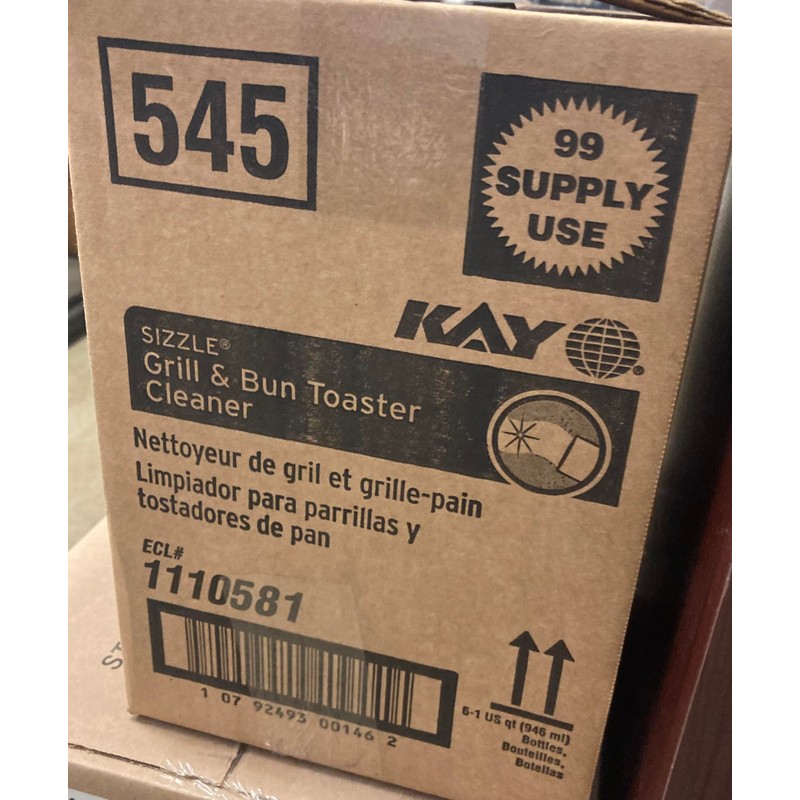 545
99
SUPPLY
USE
KAY
®
SIZZLE®
Grill & Bun Toaster
Cleaner
Nettoyeur de gril et grille-pain
Limpiador para parrillas y
tostadores de pan
ECL#
1110581
1 07 92493 00146 2
6-1 US qt (946 ml)
Bottles.
Bouteilles.
Botellas